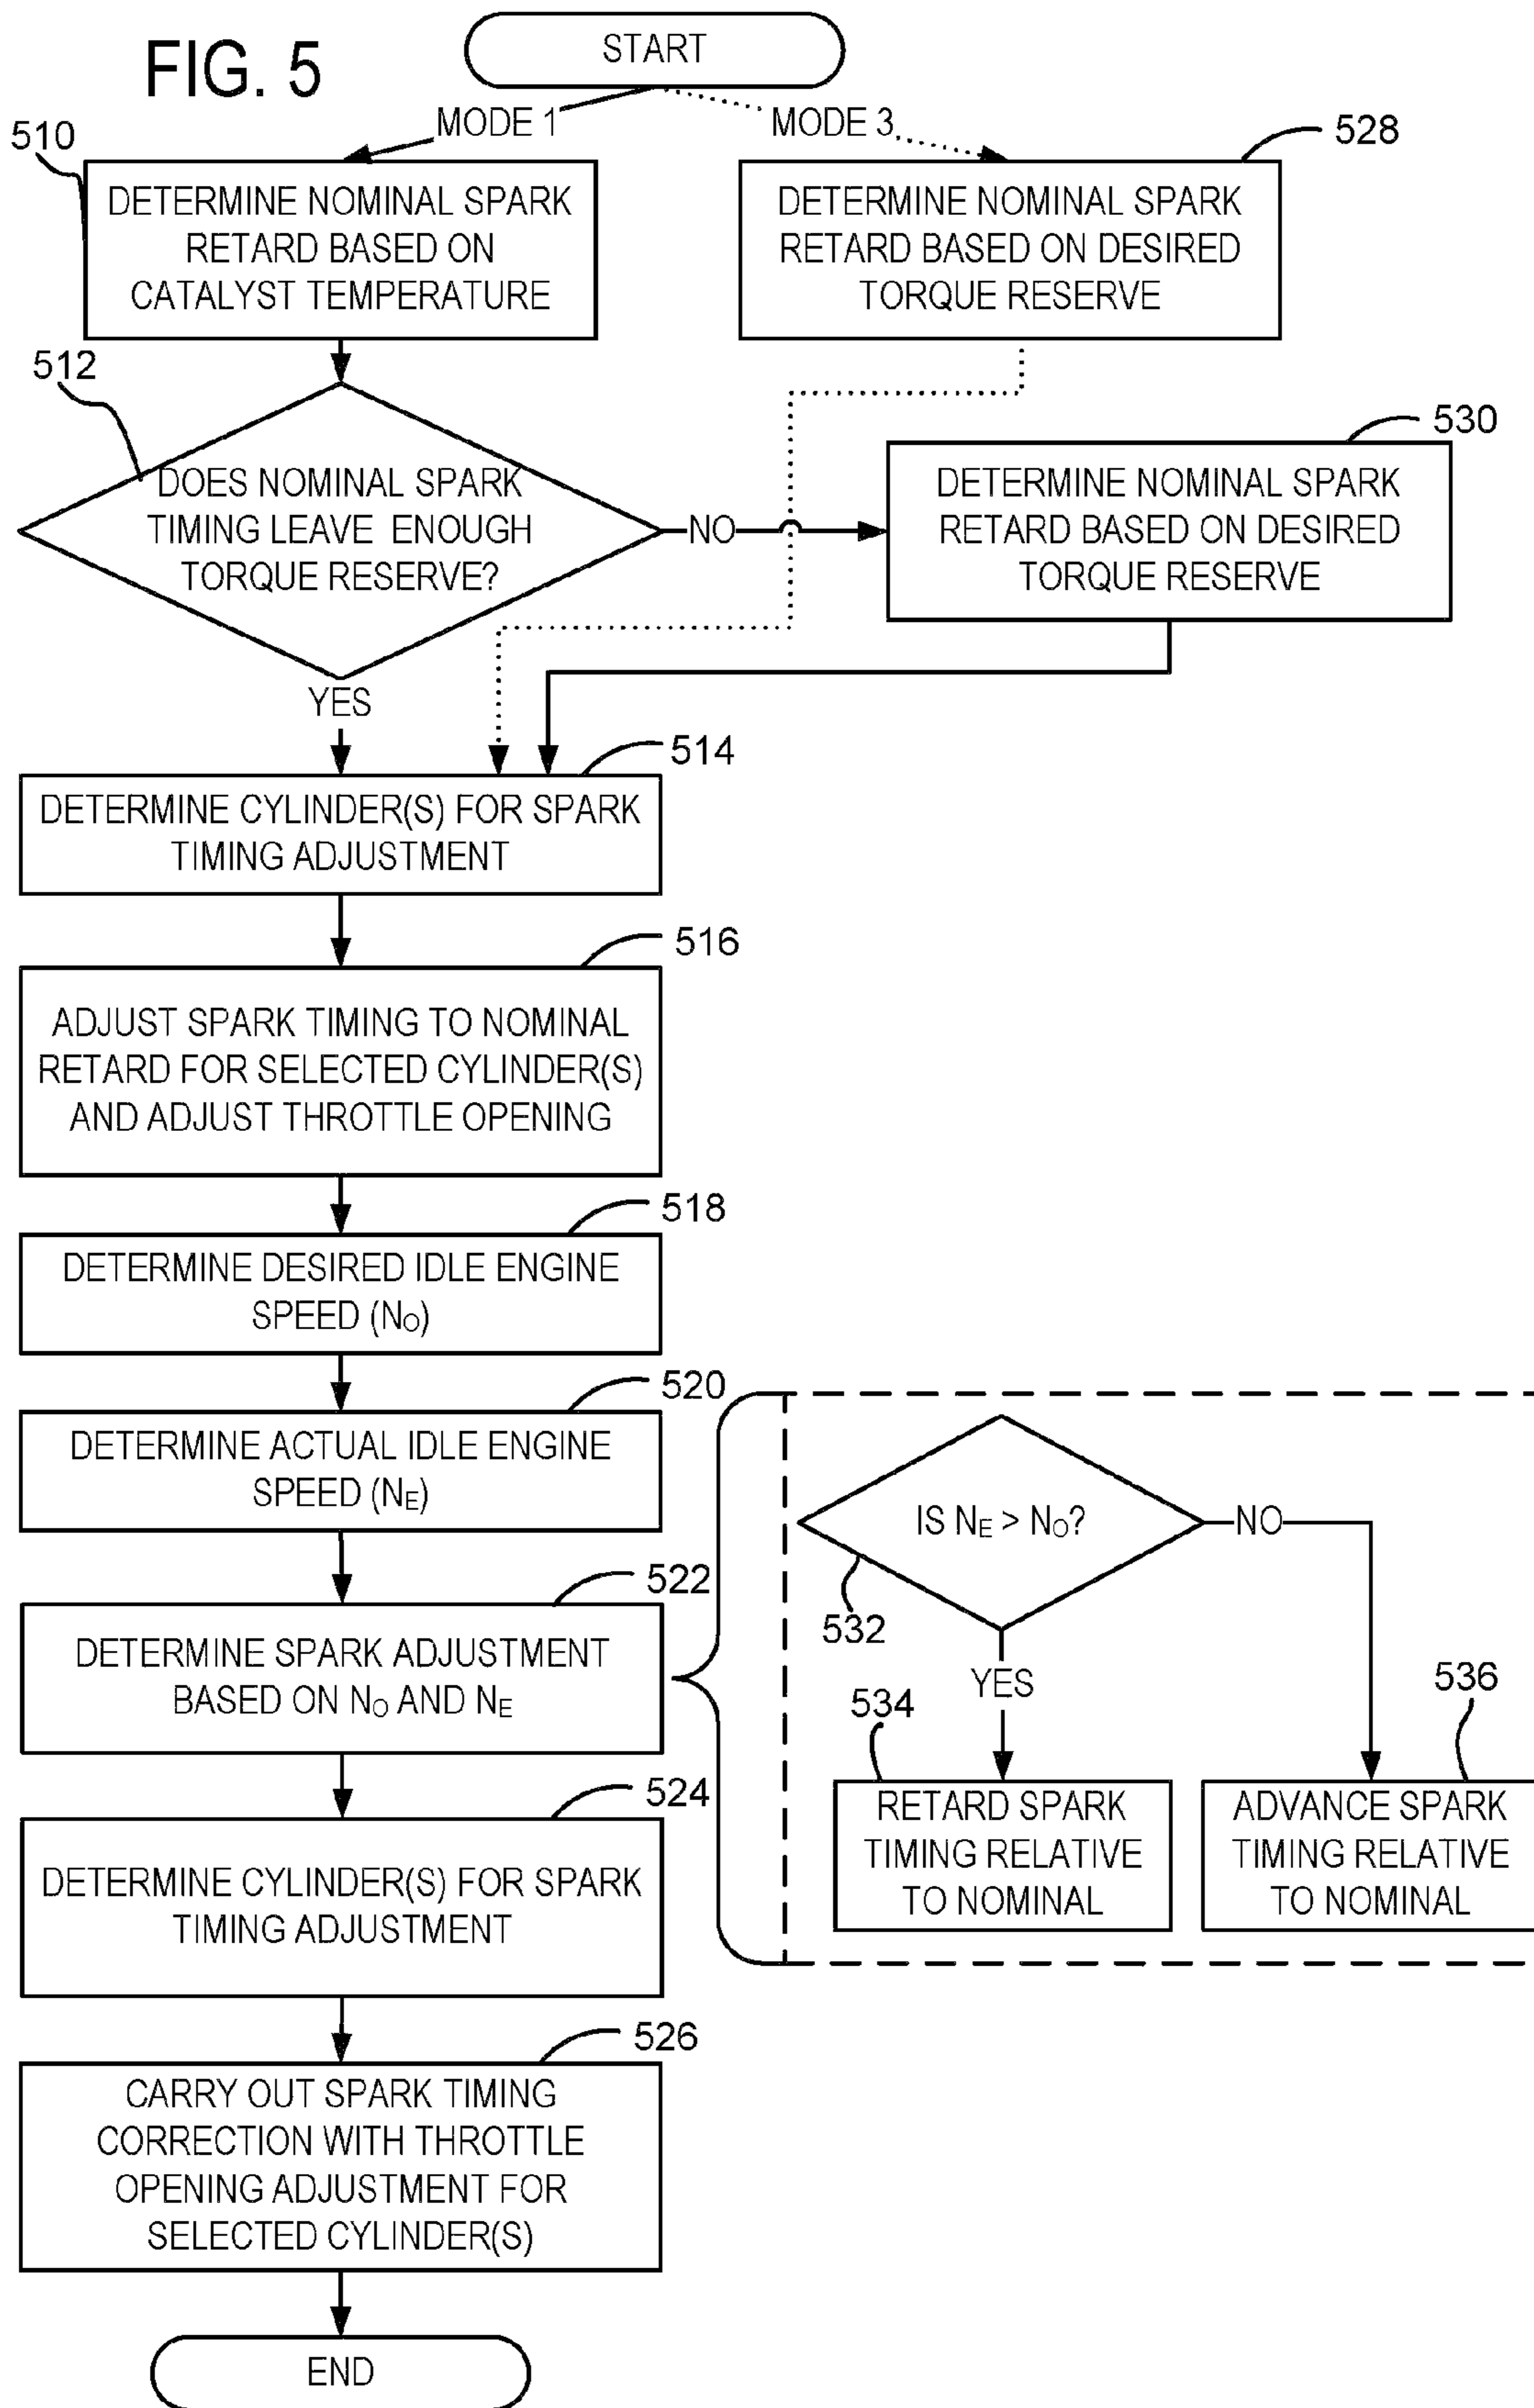 FIG. 5
START
MODE 1
MODE 3
510
DETERMINE NOMINAL SPARK
RETARD BASED ON
CATALYST TEMPERATURE
528
DETERMINE NOMINAL SPARK
RETARD BASED ON DESIRED
TORQUE RESERVE
512
DOES NOMINAL SPARK
TIMING LEAVE ENOUGH
TORQUE RESERVE?
NO
530
DETERMINE NOMINAL SPARK
RETARD BASED ON DESIRED
TORQUE RESERVE
YES
514
DETERMINE CYLINDER(S) FOR SPARK
TIMING ADJUSTMENT
516
ADJUST SPARK TIMING TO NOMINAL
RETARD FOR SELECTED CYLINDER(S)
AND ADJUST THROTTLE OPENING
518
DETERMINE DESIRED IDLE ENGINE
SPEED (NO)
520
DETERMINE ACTUAL IDLE ENGINE
SPEED (NE)
522
DETERMINE SPARK ADJUSTMENT
BASED ON NO AND NE
IS NE > NO?
NO
532
YES
534
RETARD SPARK
TIMING RELATIVE
TO NOMINAL
536
ADVANCE SPARK
TIMING RELATIVE
TO NOMINAL
524
DETERMINE CYLINDER(S) FOR SPARK
TIMING ADJUSTMENT
526
CARRY OUT SPARK TIMING
CORRECTION WITH THROTTLE
OPENING ADJUSTMENT FOR
SELECTED CYLINDER(S)
END